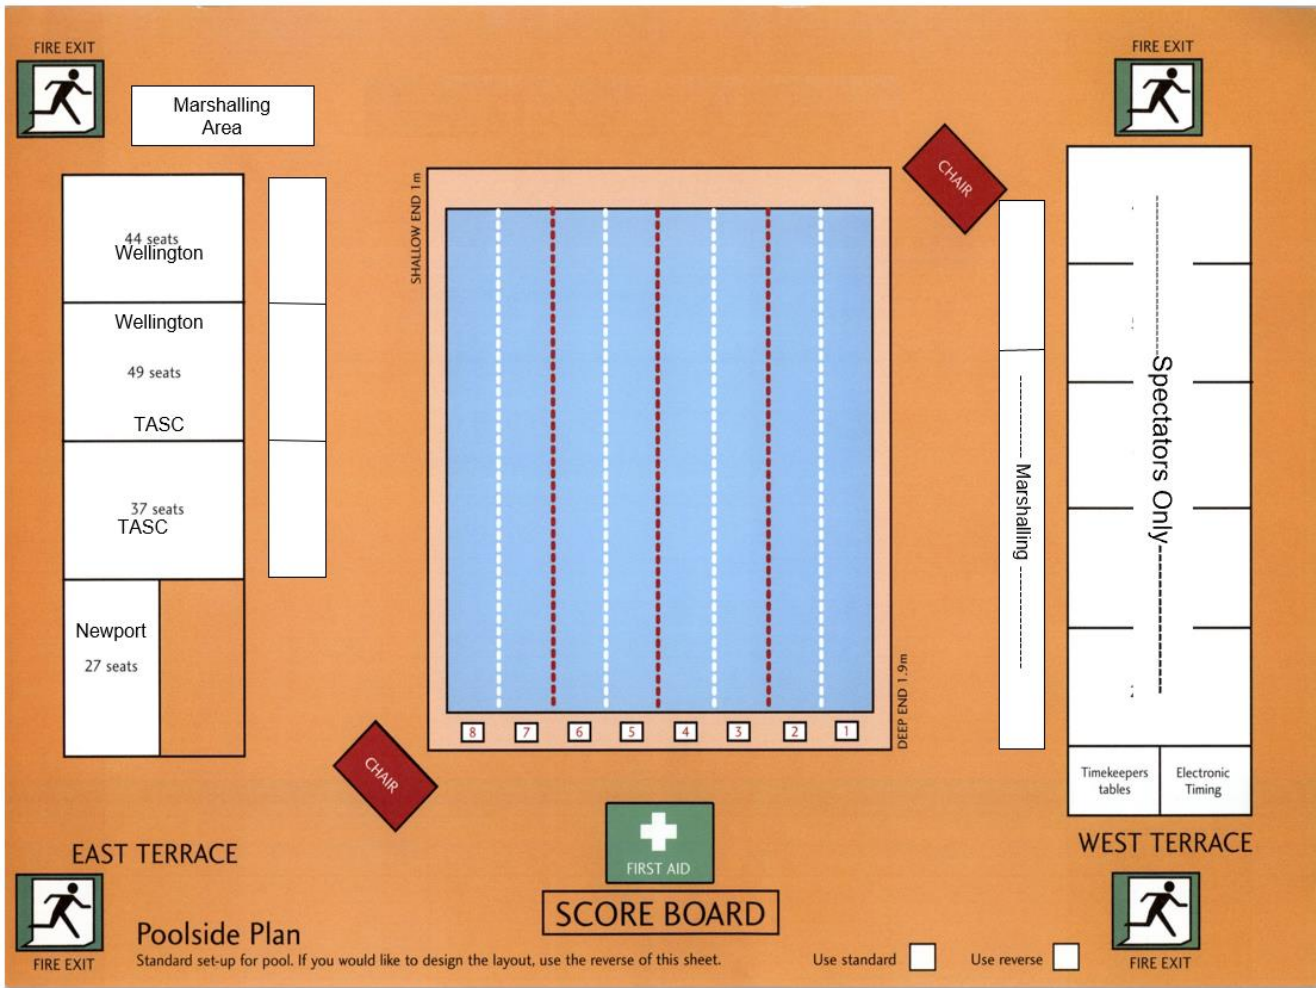 FIRE EXIT
FIRE EXIT
Marshalling
Area
CHAIR
SHALLOW END 1m
44 seats
Wellington
Wellington
49 seats
TASC
37 seats
TASC
Newport
27 seats
Marshalling
Spectators Only
DEEP END 1.9m
8 7 6 5 4 3 2 1
CHAIR
Timekeepers
tables
Electronic
Timing
FIRST AID
EAST TERRACE
WEST TERRACE
SCORE BOARD
Poolside Plan
Standard set-up for pool. If you would like to design the layout, use the reverse of this sheet.
Use standard
Use reverse
FIRE EXIT
FIRE EXIT